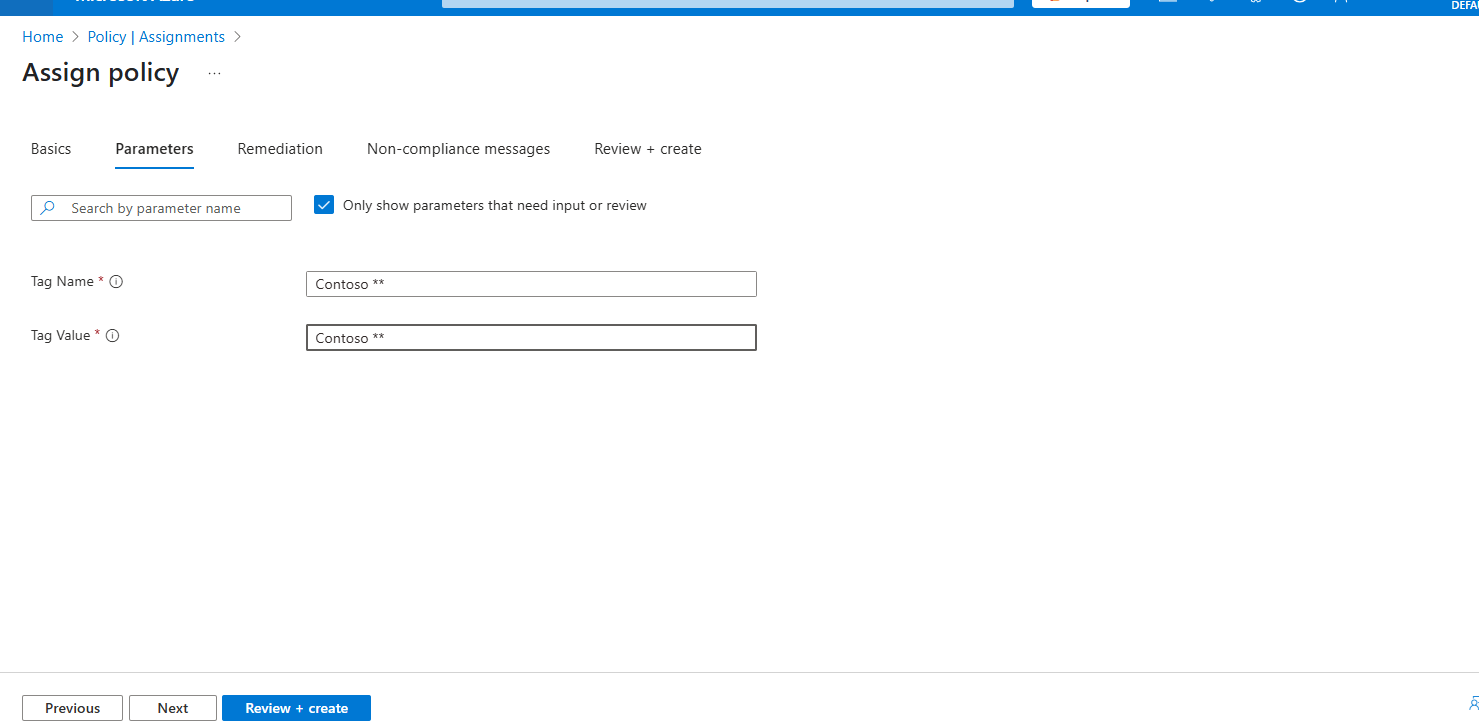 Home > Policy | Assignments >
Assign policy ...
Basics Parameters Remediation Non-compliance messages Review + create
Search by parameter name Only show parameters that need input or review
Tag Name * Contoso **
Tag Value * Contoso **
Previous Next Review + create